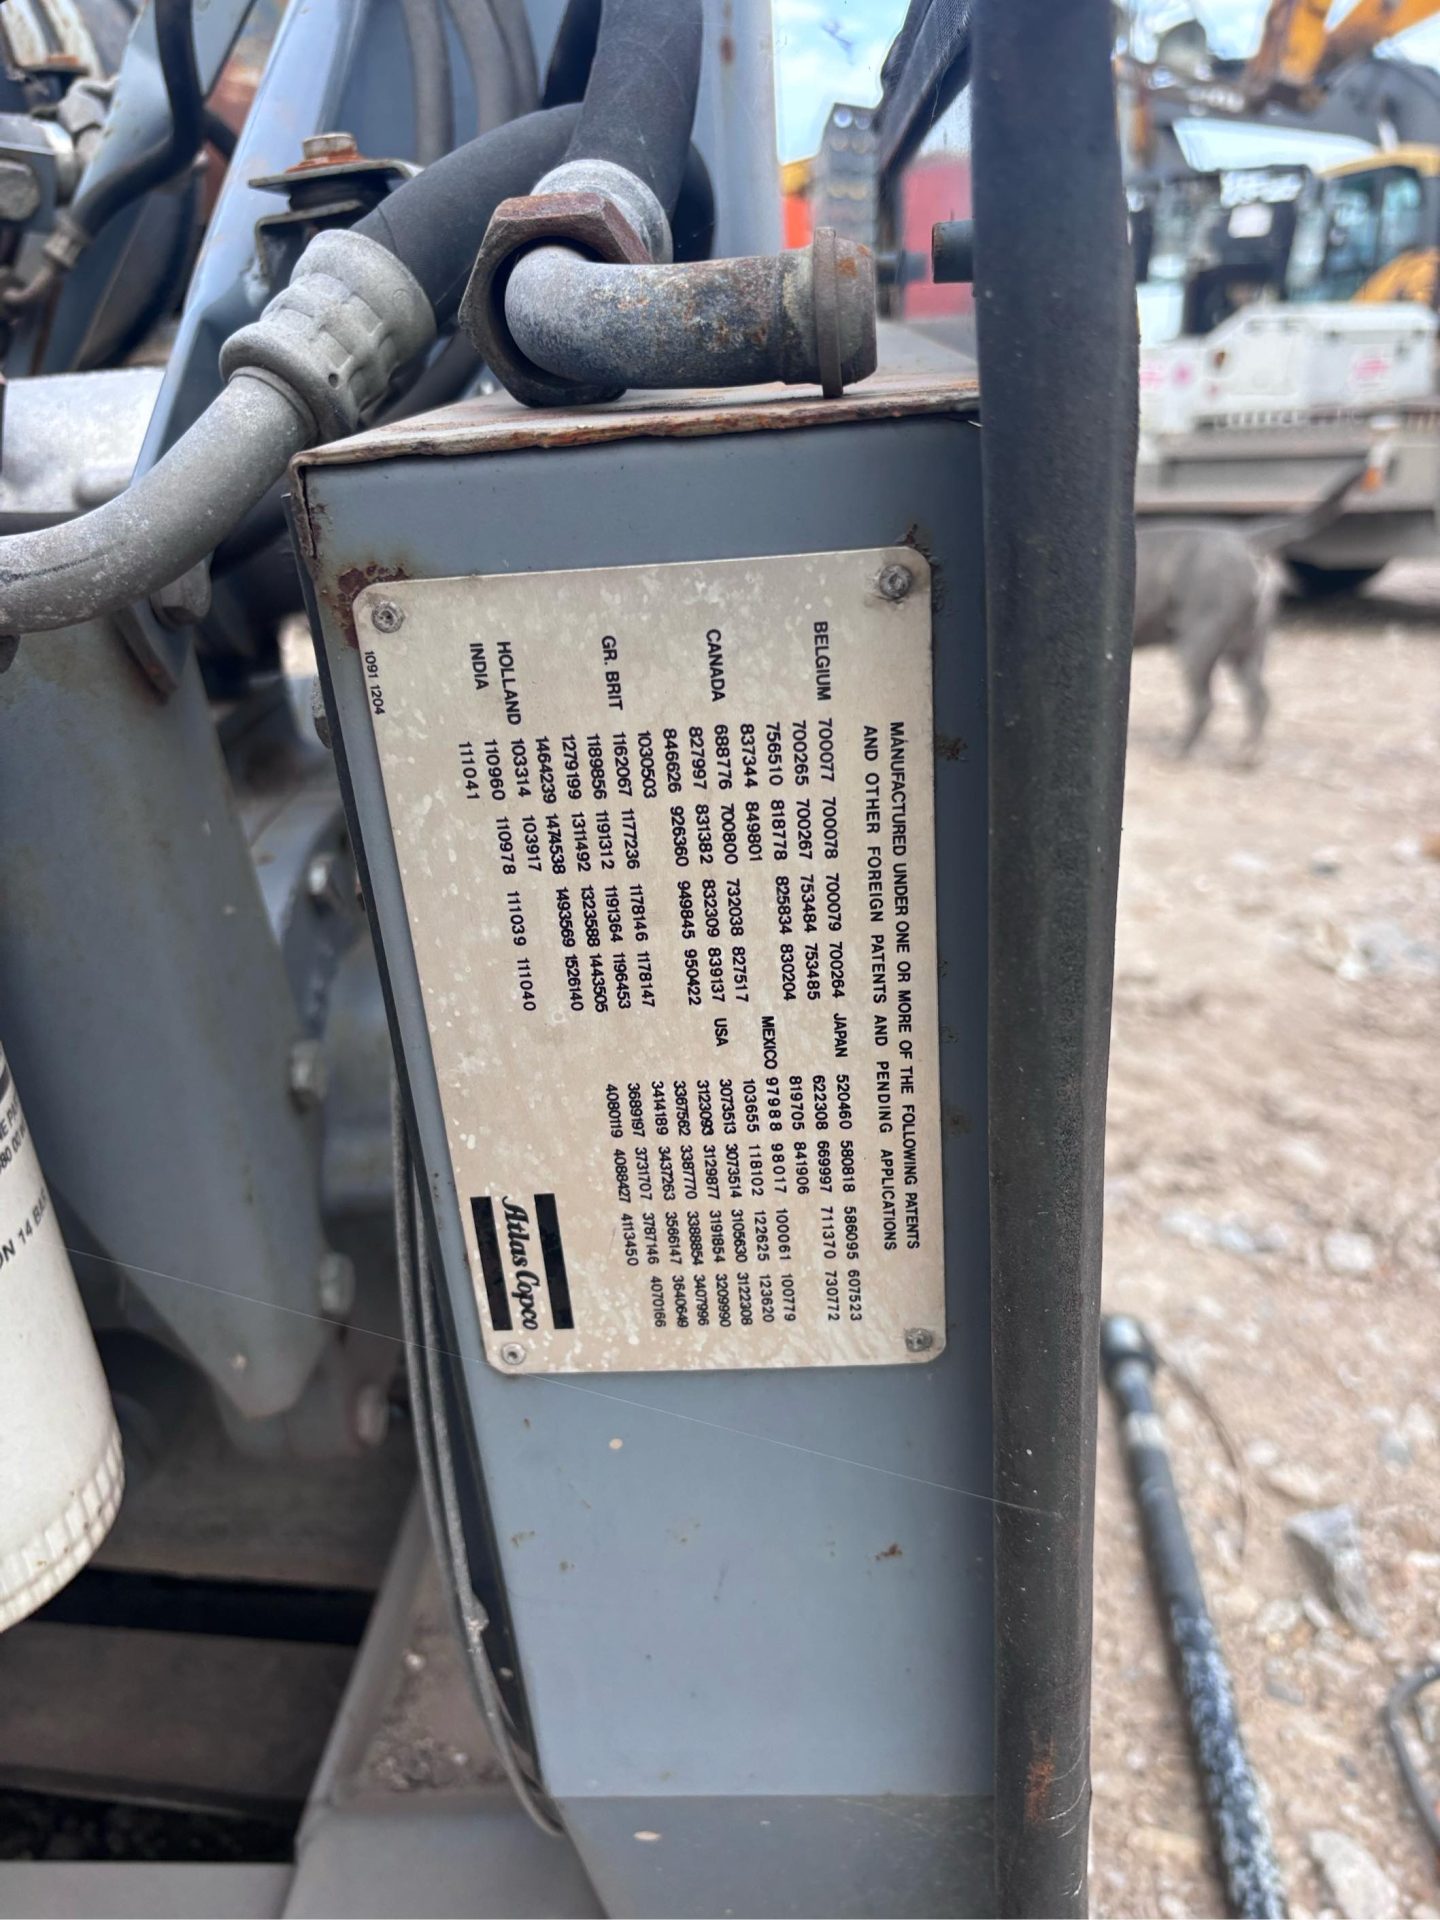 MANUFACTURED UNDER ONE OR MORE OF THE FOLLOWING PATENTS
AND OTHER FOREIGN PATENTS AND PENDING APPLICATIONS
BELGIUM 700077 700078 700079 700264
700265 700267 753484 753485
756510 818778 825834 830204
837344 849801
CANADA 688776 700800 732038 827517
827997 831382 832309 839137
846626 926360 949845 950422
1030503
GR. BRIT 1162067 1177236 1178146 1178147
1189856 1191312 1191364 1196453
1279199 1311492 1323588 1443505
1464239 1474538 1493569 1526140
HOLLAND 103314 103917
INDIA 110960 110978 111039 111040
111041
JAPAN 520460 580818 586095 607523
622308 669997 711370 730772
819705 841906
MEXICO 97988 98017 100061 100779
103655 118102 122625 123620
USA 3073513 3073514 3105630 3122308
3123093 3129877 3191854 3209990
3367562 3387770 3388854 3407996
3414189 3437263 3566147 3640649
3689197 3731707 3787146 4070166
4080119 4088427 4113450
Atlas Copco
1091 1204
14 BA